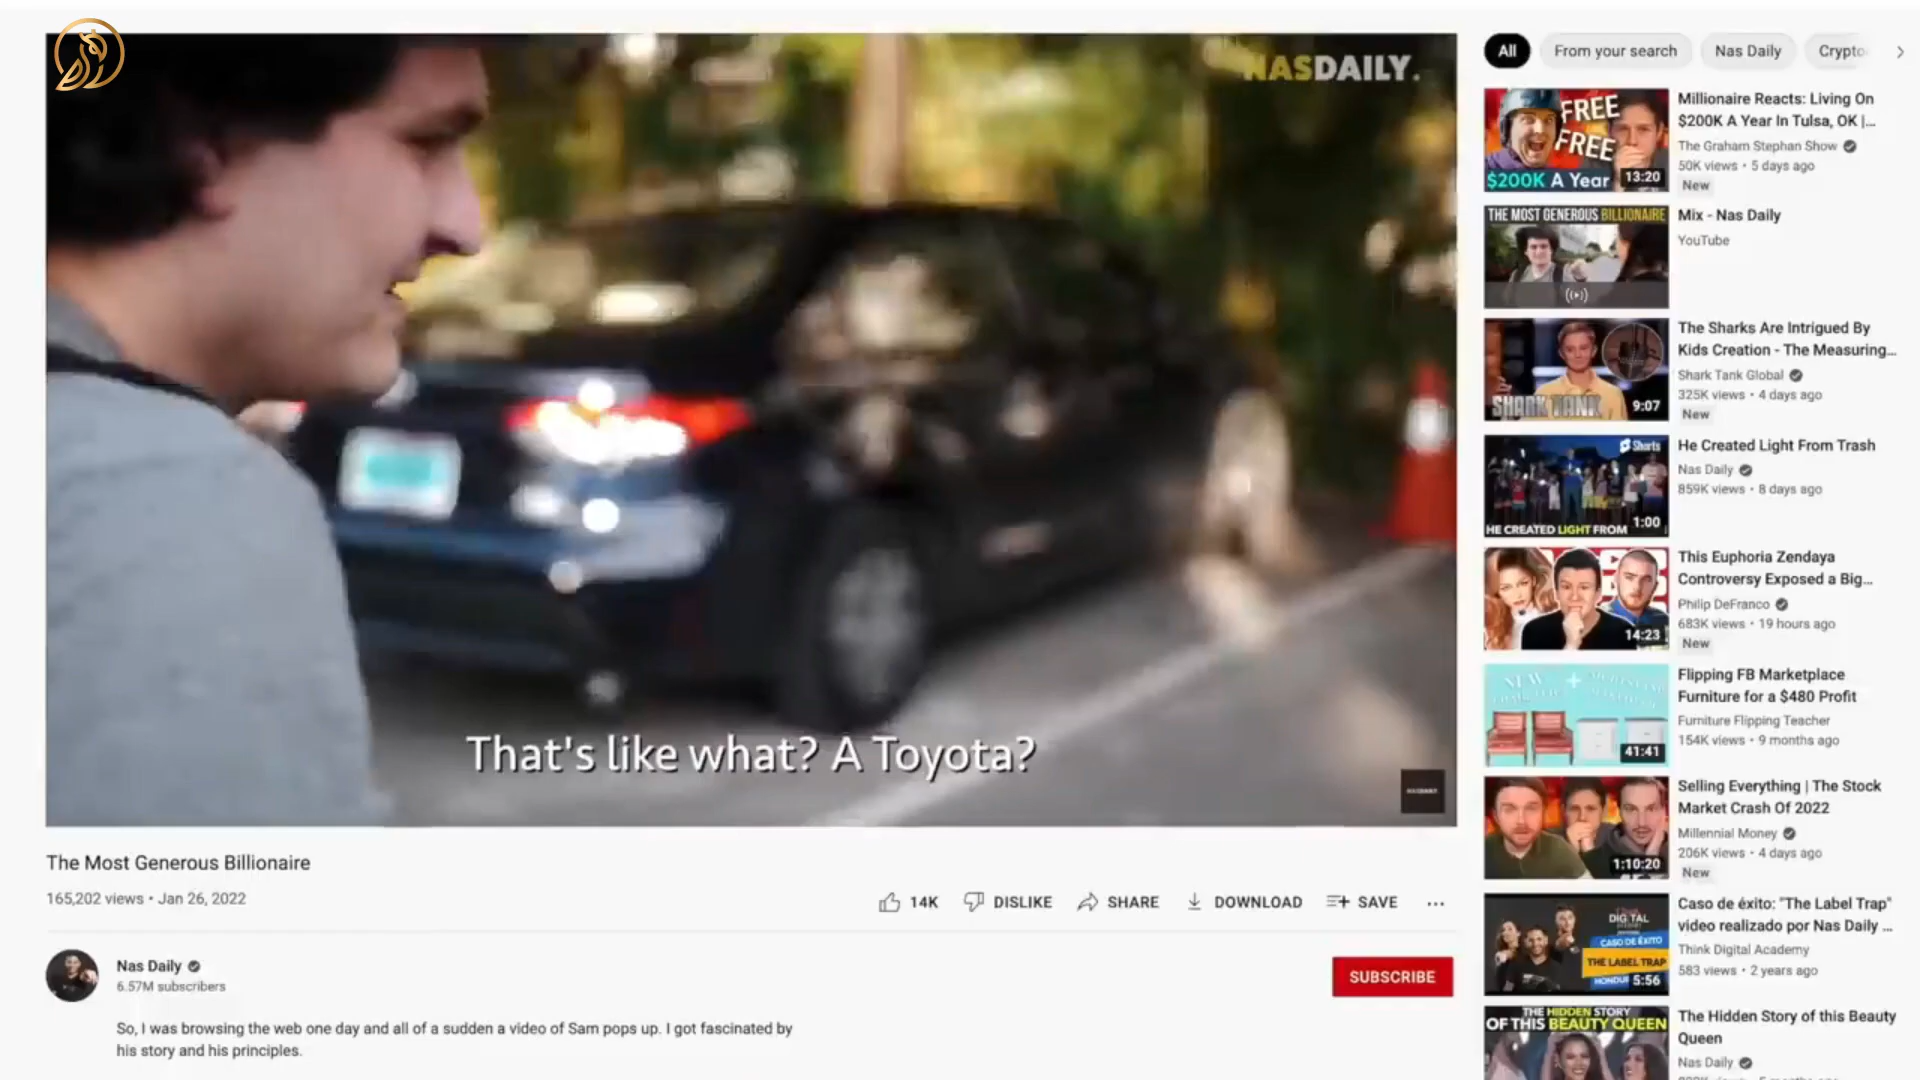 NASDAILY.
That's like what? A Toyota?
The Most Generous Billionaire
165,202 views • Jan 26, 2022
14K
DISLIKE
SHARE
DOWNLOAD
SAVE
Nas Daily
6.57M subscribers
SUBSCRIBE
So, I was browsing the web one day and all of a sudden a video of Sam pops up. I got fascinated by
his story and his principles.
All
From your search
Nas Daily
Crypto
FREE
FREE
$200K A Year
13:20
Millionaire Reacts: Living On
$200K A Year In Tulsa, OK |...
The Graham Stephan Show
50K views • 5 days ago
New
THE MOST GENEROUS BILLIONAIRE
Mix - Nas Daily
YouTube
SHARK TANK
9:07
The Sharks Are Intrigued By
Kids Creation - The Measuring...
Shark Tank Global
325K views • 4 days ago
New
Shorts
HE CREATED LIGHT FROM
1:00
He Created Light From Trash
Nas Daily
859K views • 8 days ago
14:23
This Euphoria Zendaya
Controversy Exposed a Big...
Philip DeFranco
683K views • 19 hours ago
New
NEW
41:41
Flipping FB Marketplace
Furniture for a $480 Profit
Furniture Flipping Teacher
154K views • 9 months ago
1:10:20
Selling Everything | The Stock
Market Crash Of 2022
Millennial Money
206K views • 4 days ago
New
DIGITAL
CASO DE ÉXITO
THE LABEL TRAP
5:56
Caso de éxito: "The Label Trap"
video realizado por Nas Daily ...
Think Digital Academy
583 views • 2 years ago
THE HIDDEN STORY
OF THIS BEAUTY QUEEN
The Hidden Story of this Beauty
Queen
Nas Daily